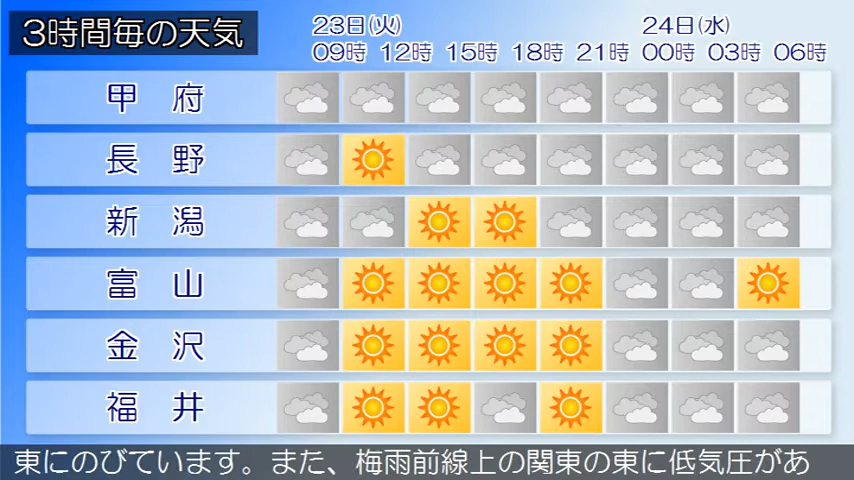 3時間毎の天気
23日(火) 24日(水)
09時 12時 15時 18時 21時 00時 03時 06時
甲 府
長 野
新 潟
富 山
金 沢
福 井
東にのびています。また、梅雨前線上の関東の東に低気圧があ